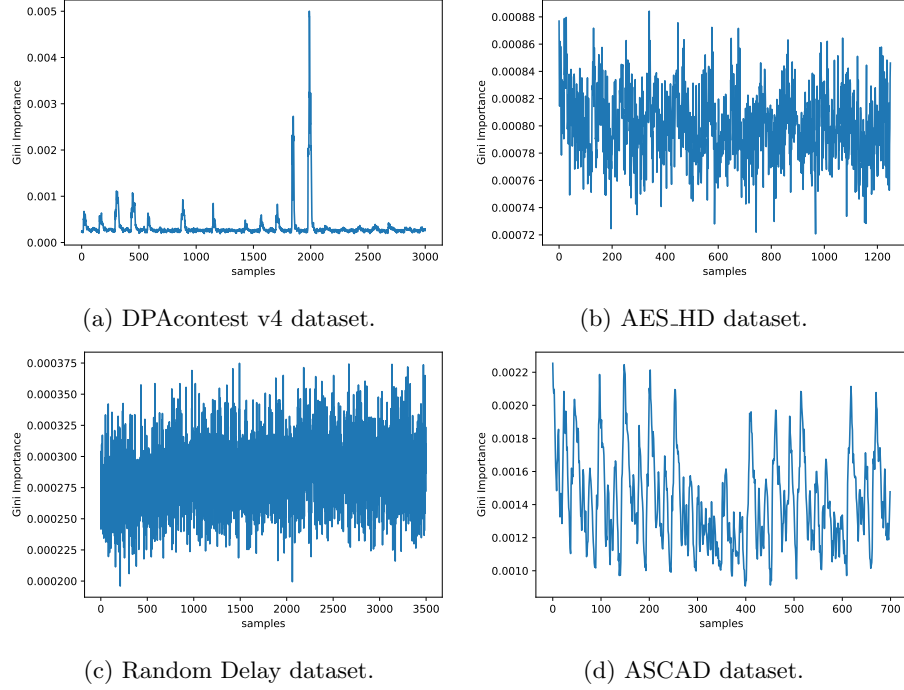 0.005
0.004
0.003
0.002
0.001
0.000
Gini Importance
0 500 1000 1500 2000 2500 3000
samples
(a) DPAcontest v4 dataset.
0.00088
0.00086
0.00084
0.00082
0.00080
0.00078
0.00076
0.00074
0.00072
Gini Importance
0 200 400 600 800 1000 1200
samples
(b) AES_HD dataset.
0.000375
0.000350
0.000325
0.000300
0.000275
0.000250
0.000225
0.000200
Gini Importance
0 500 1000 1500 2000 2500 3000 3500
samples
(c) Random Delay dataset.
0.0022
0.0020
0.0018
0.0016
0.0014
0.0012
0.0010
Gini Importance
0 100 200 300 400 500 600 700
samples
(d) ASCAD dataset.